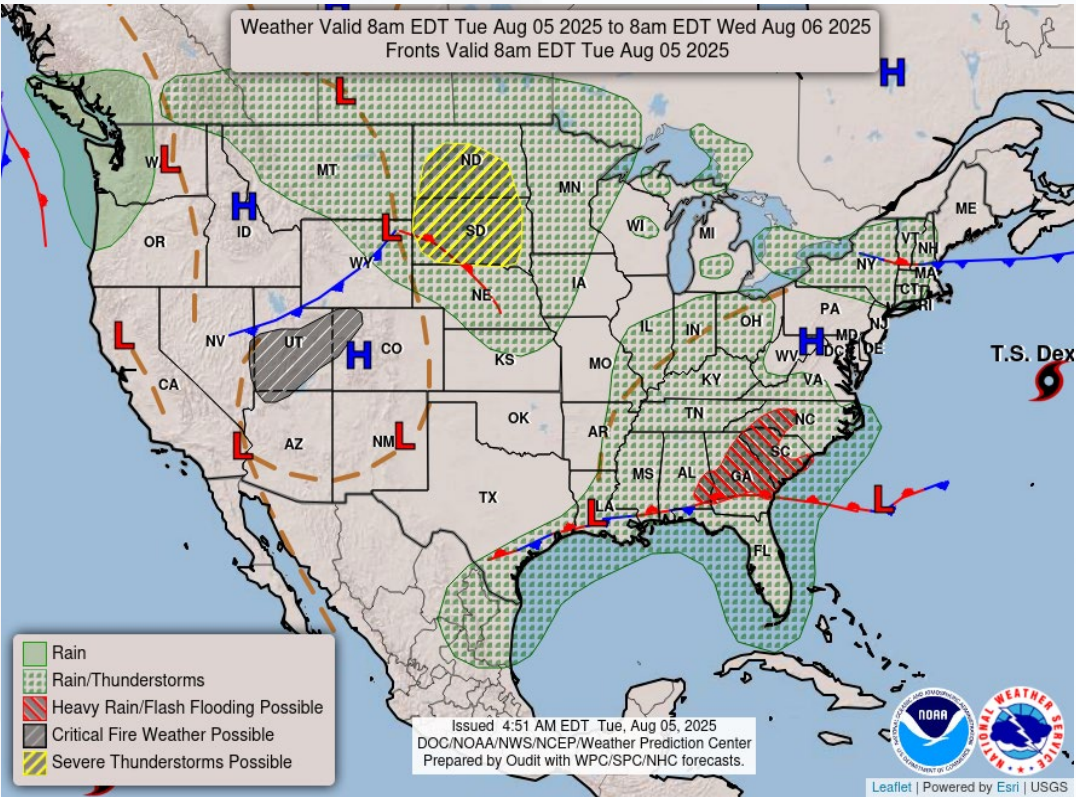 Weather Valid 8am EDT Tue Aug 05 2025 to 8am EDT Wed Aug 06 2025
Fronts Valid 8am EDT Tue Aug 05 2025
H
L
W
L
MT
ND
MN
H
ID
OR
L
SD
WI
MI
ME
VT
NH
NY
MA
CT
RI
WY
NE
IA
PA
NJ
L
NV
UT
H
CO
KS
MO
IL
IN
OH
H
MD
DE
DC
WV
VA
T.S. Dex
CA
KY
L
AZ
NM
L
OK
AR
TN
NC
SC
MS
AL
GA
TX
L
LA
L
FL
Rain
Rain/Thunderstorms
Heavy Rain/Flash Flooding Possible
Critical Fire Weather Possible
Severe Thunderstorms Possible
Issued 4:51 AM EDT Tue, Aug 05, 2025
DOC/NOAA/NWS/NCEP/Weather Prediction Center
Prepared by Oudit with WPC/SPC/NHC forecasts.
NOAA
NATIONAL WEATHER SERVICE
Leaflet | Powered by Esri | USGS